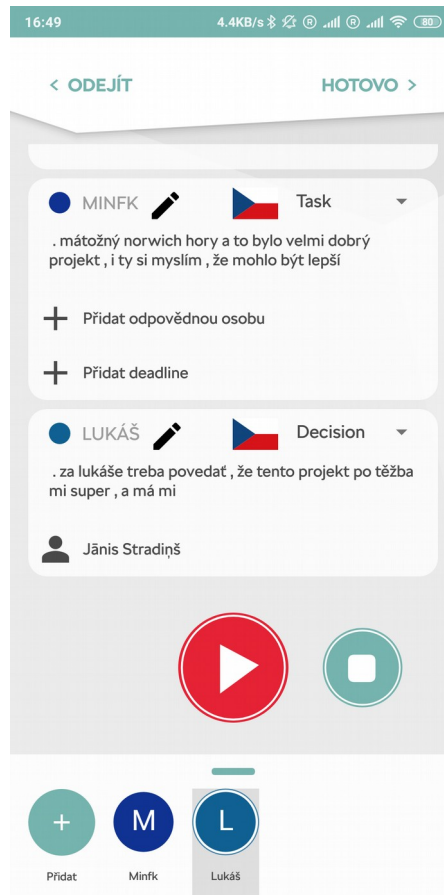 16:49 4.4KB/s R R 80
< ODEJÍT HOTOVO >
MINFK Task
. mátožný norwich hory a to bylo velmi dobrý
projekt , i ty si myslím , že mohlo být lepší
Přidat odpovědnou osobu
Přidat deadline
LUKÁŠ Decision
. za lukáše treba povedať , že tento projekt po těžba
mi super , a má mi
Jānis Stradiņš
+ M L
Přidat Minfk Lukáš